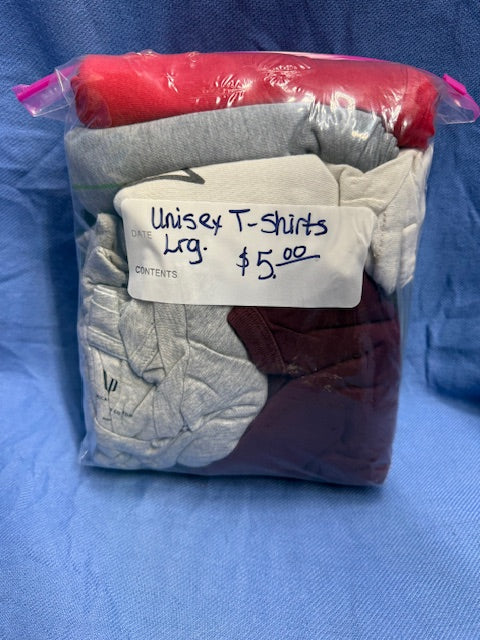 Unisex T-Shirts
DATE
Lrg.
$5.00
CONTENTS